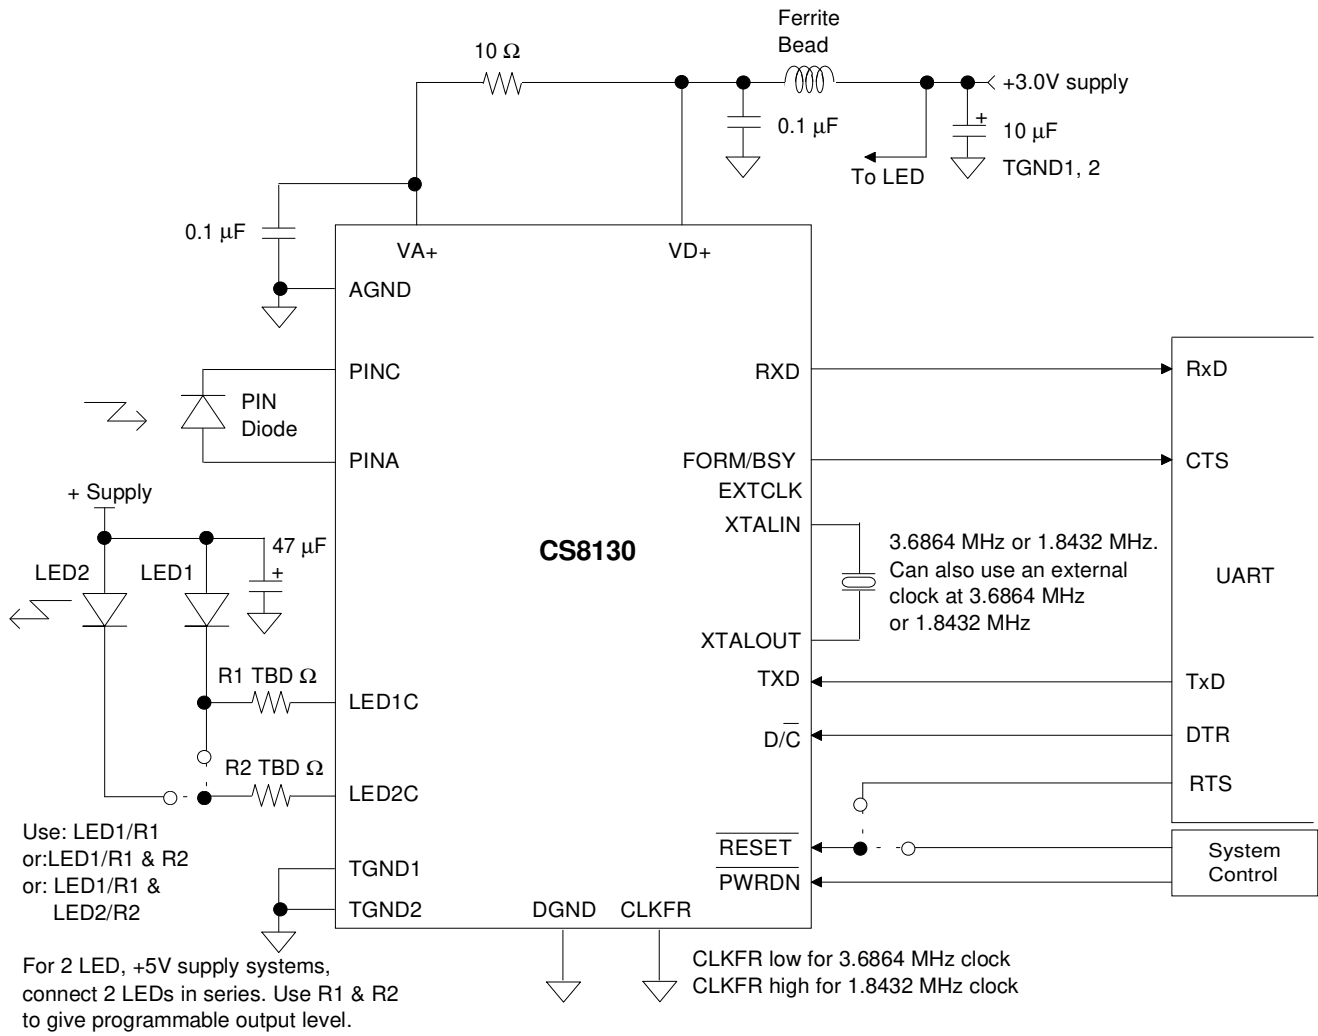 Ferrite
Bead
10 Ω
+3.0V supply
0.1 µF
+
10 µF
To LED
TGND1, 2
0.1 µF
VA+
VD+
AGND
PINC
PIN
Diode
PINA
RXD
RxD
FORM/BSY
CTS
EXTCLK
XTALIN
+ Supply
47 µF
+
LED2
LED1
CS8130
3.6864 MHz or 1.8432 MHz.
Can also use an external
clock at 3.6864 MHz
or 1.8432 MHz
UART
XTALOUT
R1 TBD Ω
LED1C
TXD
TxD
D/C̅
DTR
R2 TBD Ω
LED2C
RTS
Use: LED1/R1
or:LED1/R1 & R2
or: LED1/R1 &
LED2/R2
RESET
PWRDN
System
Control
TGND1
TGND2
DGND
CLKFR
CLKFR low for 3.6864 MHz clock
CLKFR high for 1.8432 MHz clock
For 2 LED, +5V supply systems,
connect 2 LEDs in series. Use R1 & R2
to give programmable output level.